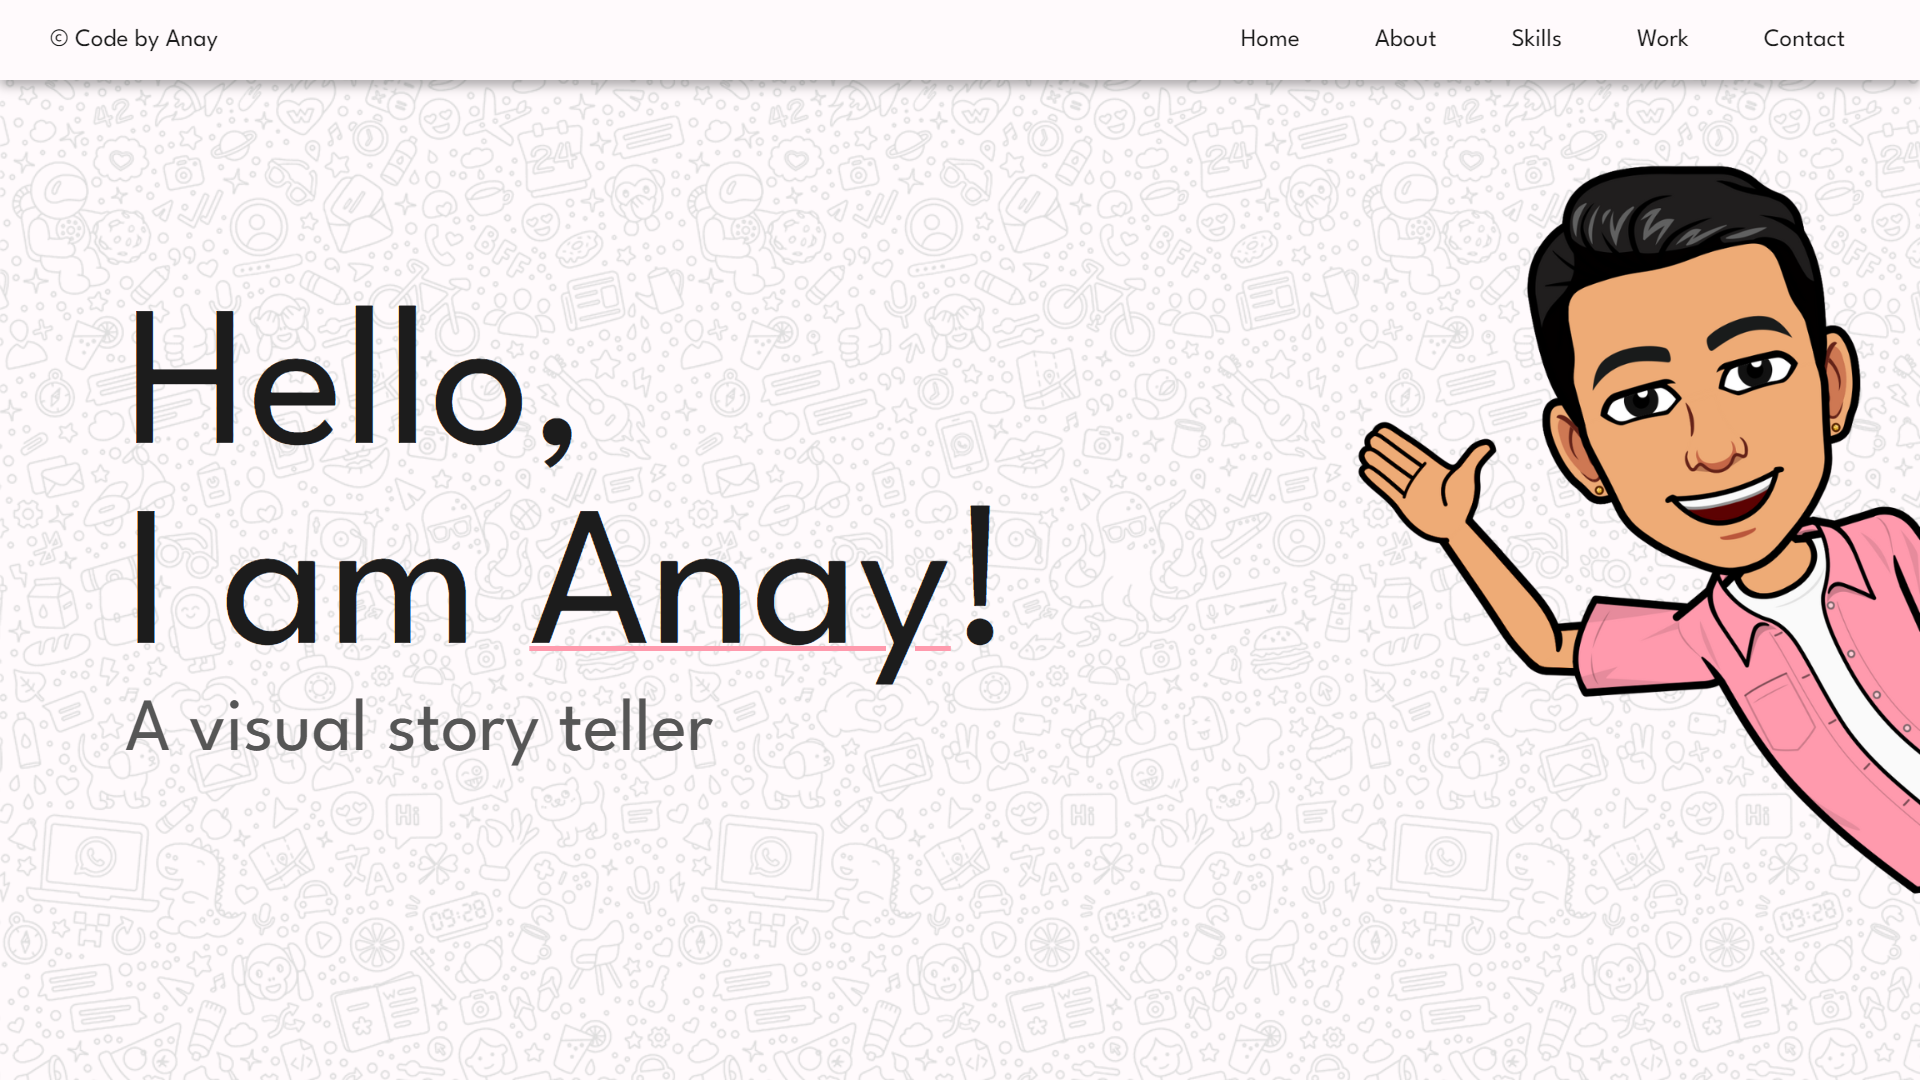 © Code by Anay
Home About Skills Work Contact
Hello,
I am Anay!
A visual story teller